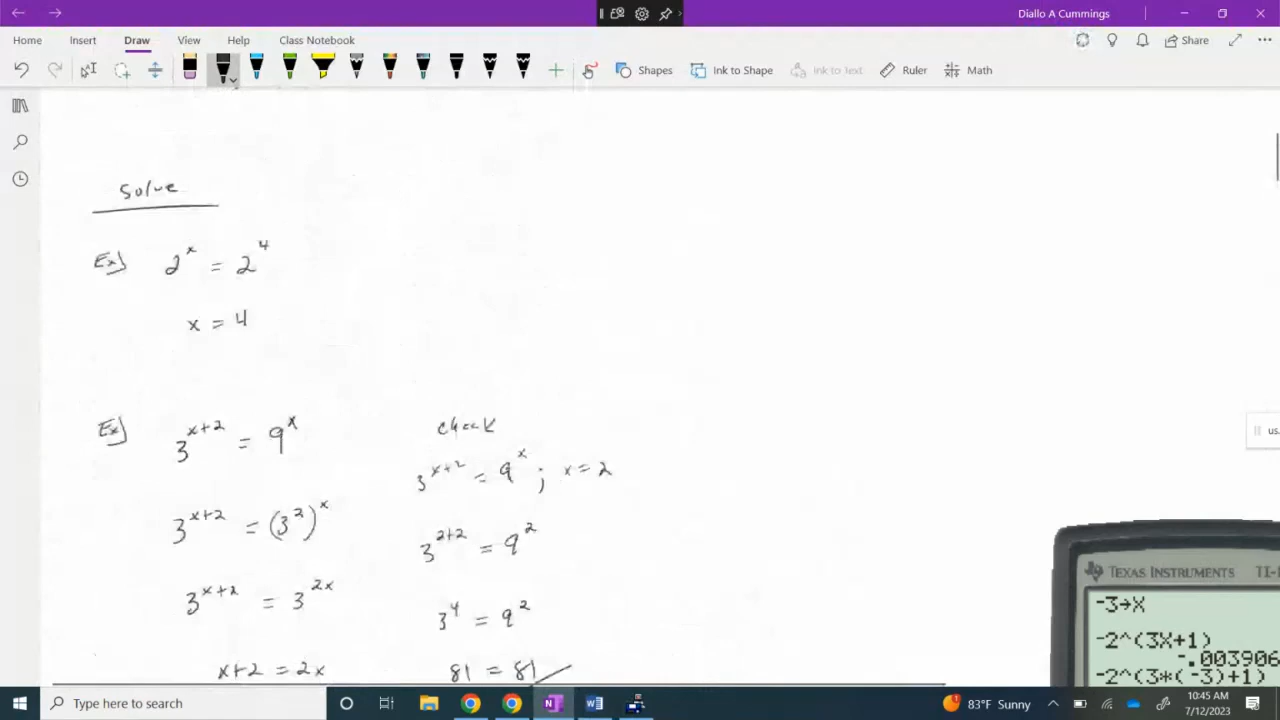 Diallo A Cummings
Home Insert Draw View Help Class Notebook Share
Shapes Ink to Shape Ink to Text Ruler Math
Solve
Ex) 2^x = 2^4
x = 4
Ex) 3^(x+2) = 9^x
3^(x+2) = (3^2)^x
3^(x+2) = 3^(2x)
x+2 = 2x
check
3^(x+2) = 9^x ; x = 2
3^(2+2) = 9^2
3^4 = 9^2
81 = 81
us.
TEXAS INSTRUMENTS TI-
-3→X
-2^(3X+1)
-.003906
-2^(3*(-3)+1)
Type here to search
83°F Sunny
10:45 AM
7/12/2023